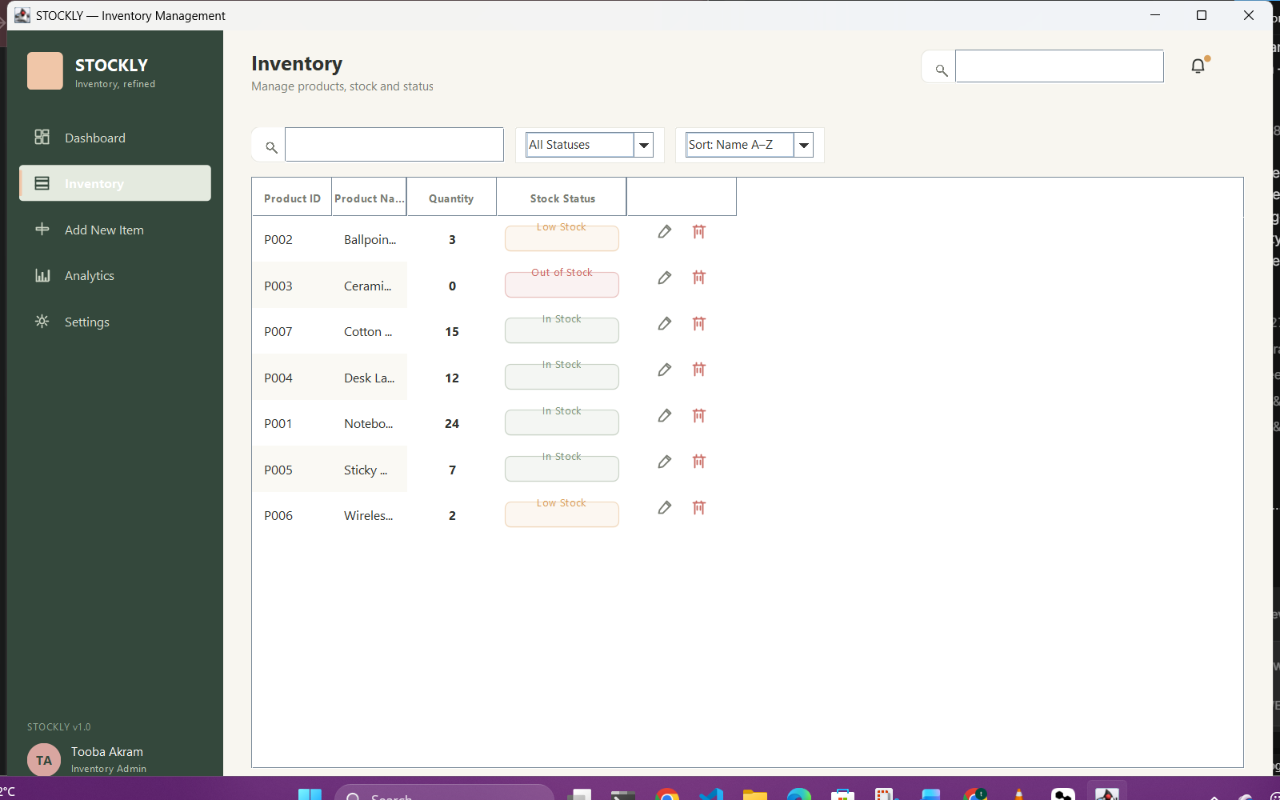 STOCKLY — Inventory Management
STOCKLY
Inventory, refined
Dashboard
Inventory
Add New Item
Analytics
Settings
STOCKLY v1.0
TA
Tooba Akram
Inventory Admin
Inventory
Manage products, stock and status
All Statuses
Sort: Name A–Z
Product ID Product Na... Quantity Stock Status
P002 Ballpoin... 3 Low Stock
P003 Cerami... 0 Out of Stock
P007 Cotton ... 15 In Stock
P004 Desk La... 12 In Stock
P001 Notebo... 24 In Stock
P005 Sticky ... 7 In Stock
P006 Wireles... 2 Low Stock
2°C
Search
1